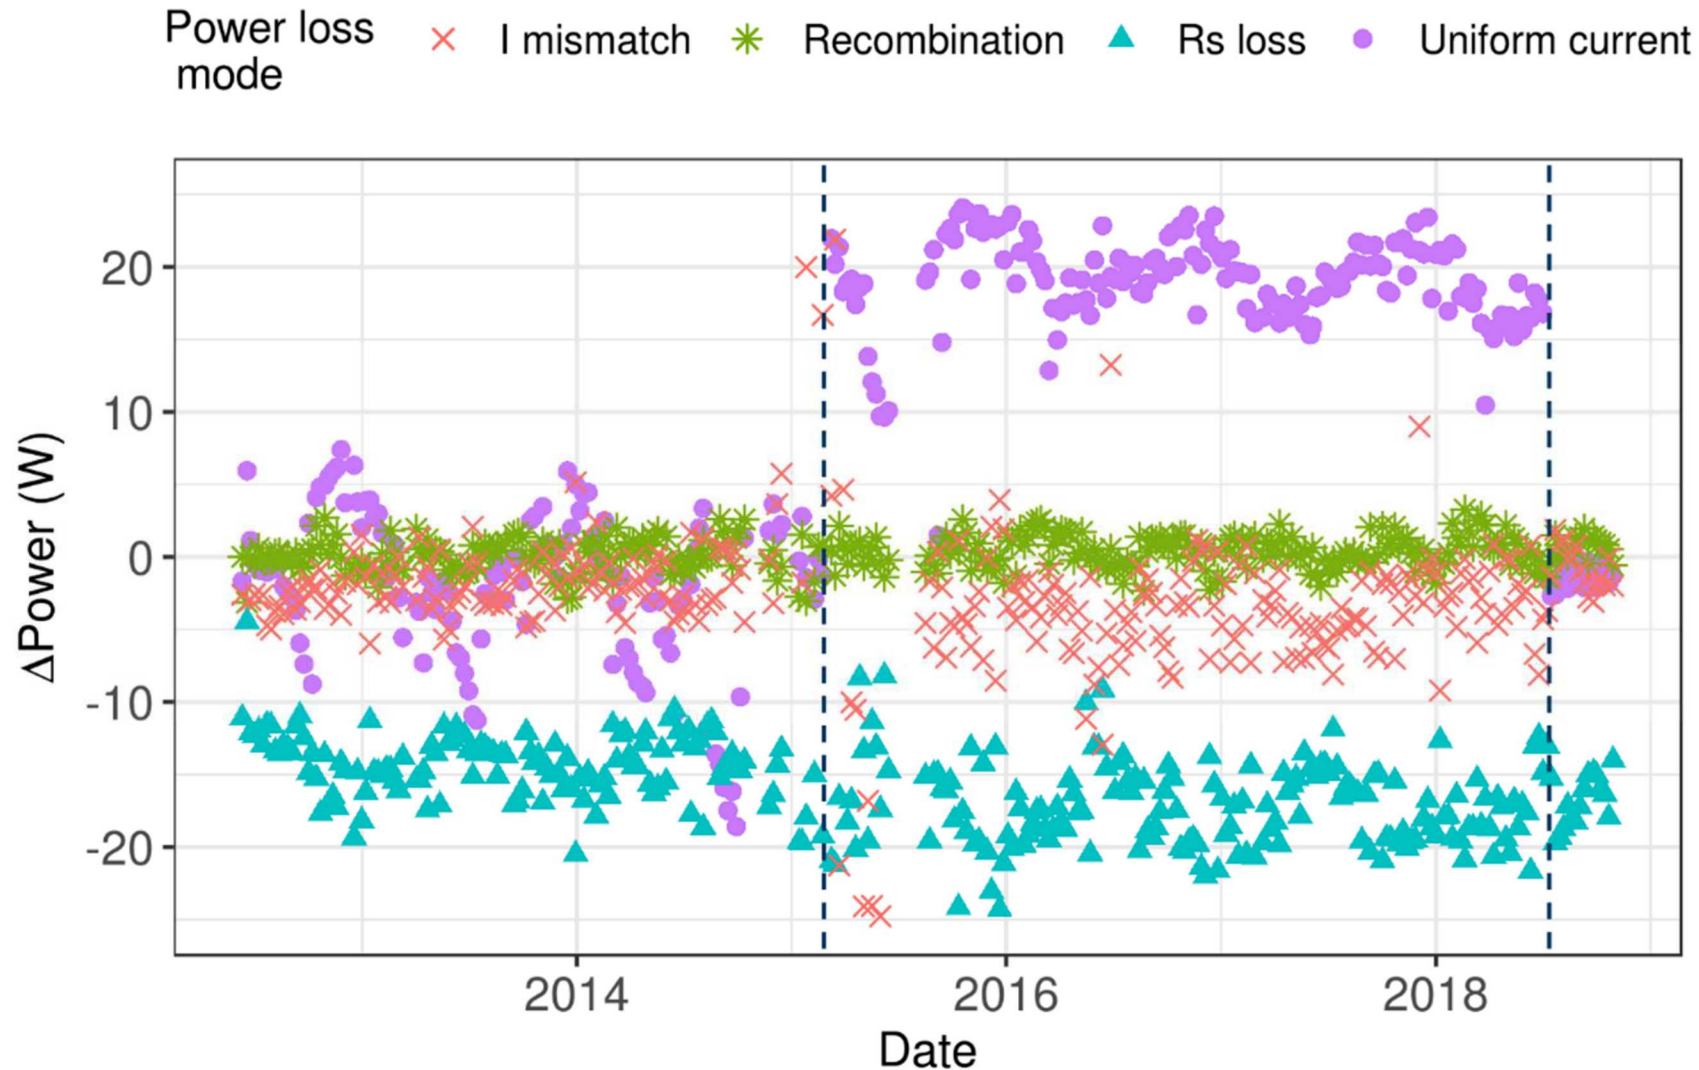 Power loss mode
I mismatch
Recombination
Rs loss
Uniform current
20
10
0
-10
-20
ΔPower (W)
2014
2016
2018
Date